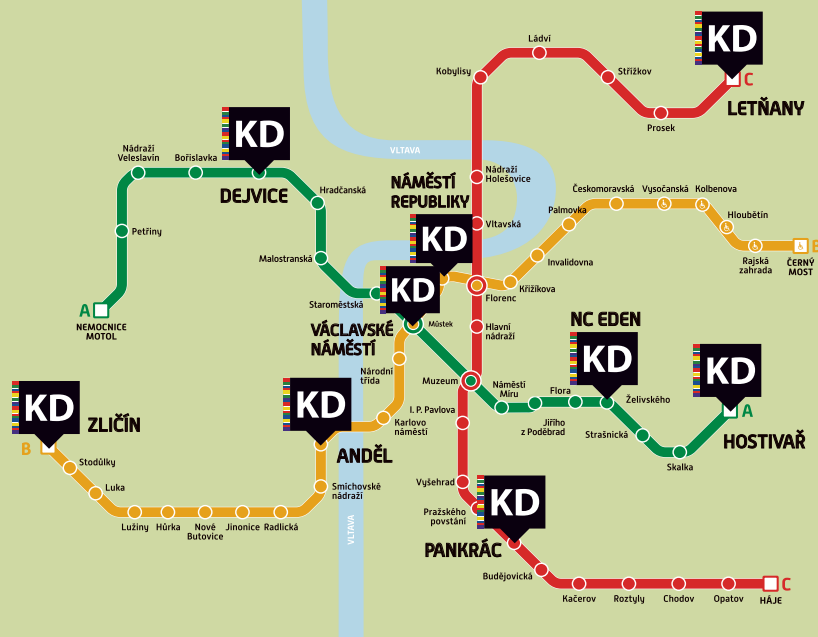 Ládví
Kobylisy
Střížkov
KD
C
LETŇANY
Prosek
KD
Nádraží
Veleslavín
Bořislavka
DEJVICE
VLTAVA
Nádraží
Holešovice
Hradčanská
NÁMĚSTÍ
REPUBLIKY
Českomoravská
Vysočanská
Kolbenova
Palmovka
Hloubětín
Petřiny
Vltavská
KD
Malostranská
Invalidovna
B
Rajská
zahrada
ČERNÝ
MOST
Křižíkova
Florenc
KD
Staroměstská
A
NEMOCNICE
MOTOL
VÁCLAVSKÉ
NÁMĚSTÍ
Můstek
Hlavní
nádraží
NC EDEN
KD
KD
Národní
třída
Muzeum
Náměstí
Míru
Flora
Želivského
A
HOSTIVAŘ
KD
ZLIČÍN
B
KD
ANDĚL
Karlovo
náměstí
I. P. Pavlova
Jiřího
z Poděbrad
Strašnická
Skalka
Stodůlky
Luka
Lužiny
Hůrka
Nové
Butovice
Jinonice
Radlická
Smíchovské
nádraží
VLTAVA
Vyšehrad
Pražského
povstání
KD
PANKRÁC
Budějovická
Kačerov
Roztyly
Chodov
Opatov
C
HÁJE